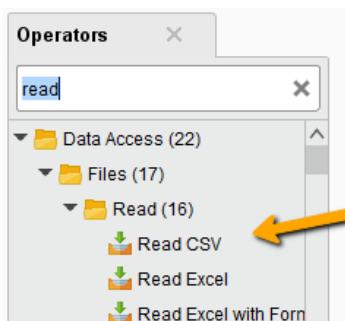 Operators
read
Data Access (22)
Files (17)
Read (16)
Read CSV
Read Excel
Read Excel with Forn